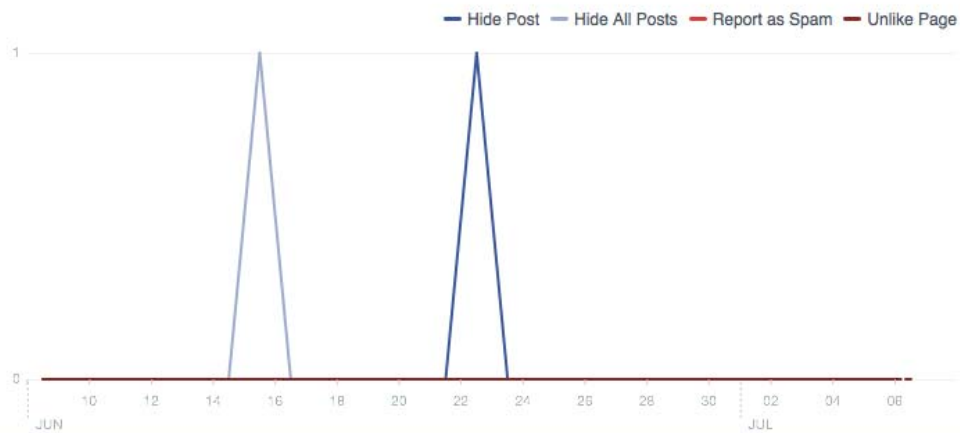 Hide Post Hide All Posts Report as Spam Unlike Page
1
0
10 12 14 16 18 20 22 24 26 28 30 02 04 06
JUN JUL